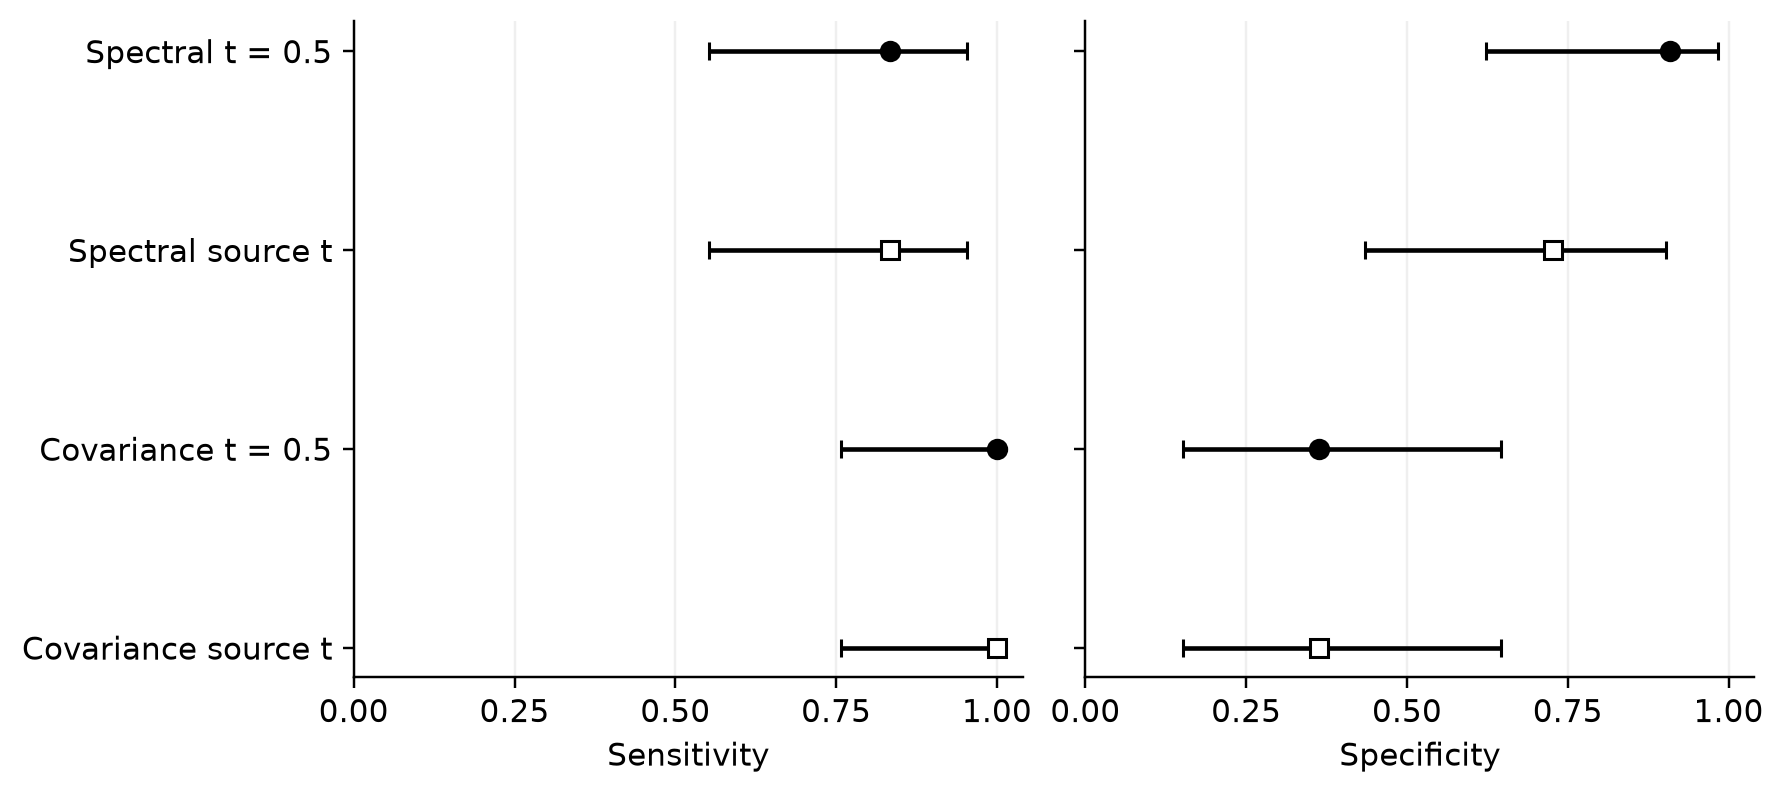 Spectral t = 0.5
Spectral source t
Covariance t = 0.5
Covariance source t
0.00 0.25 0.50 0.75 1.00 0.00 0.25 0.50 0.75 1.00
Sensitivity Specificity